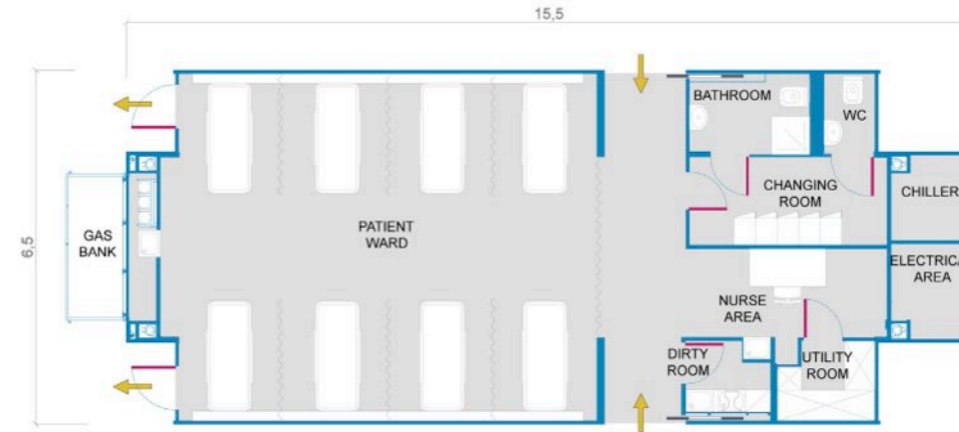 15,5
BATHROOM
WC
6,5
GAS
BANK
PATIENT
WARD
CHANGING
ROOM
CHILLER
ELECTRICA
AREA
NURSE
AREA
DIRTY
ROOM
UTILITY
ROOM